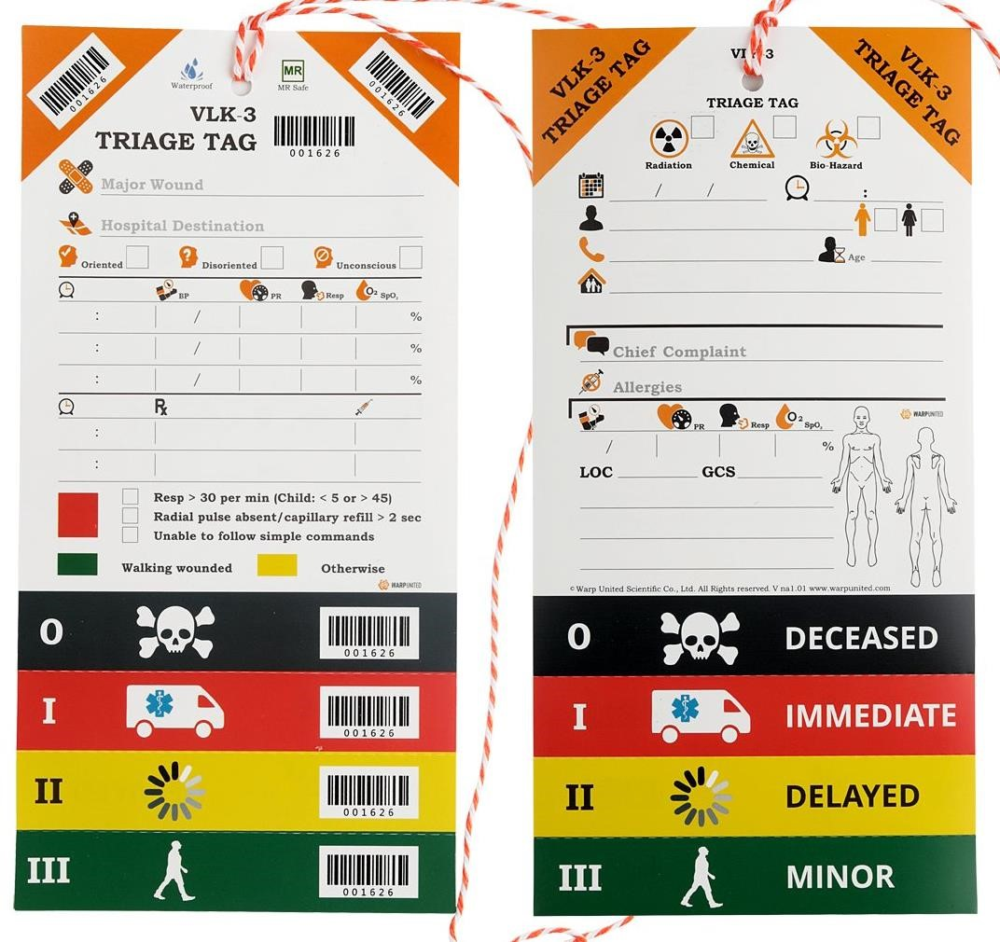 001626
Waterproof
MR
MR Safe
001626
VLK-3
TRIAGE TAG
001626
Major Wound
Hospital Destination
Oriented
Disoriented
Unconscious
BP
PR
Resp
O2 SpO2
: / %
: / %
: / %
Rx
:
:
Resp > 30 per min (Child: < 5 or > 45)
Radial pulse absent/capillary refill > 2 sec
Unable to follow simple commands
Walking wounded
Otherwise
WARPUNITED
0
001626
I
001626
II
001626
III
001626
VLK-3
TRIAGE TAG
TRIAGE TAG
VLK-3
TRIAGE TAG
Radiation
Chemical
Bio-Hazard
/ / :
Age
Chief Complaint
Allergies
WARPUNITED
PR
Resp
O2 SpO2
/ %
LOC
GCS
© Warp United Scientific Co., Ltd. All Rights reserved. V na1.01 www.warpunited.com
0 DECEASED
I IMMEDIATE
II DELAYED
III MINOR